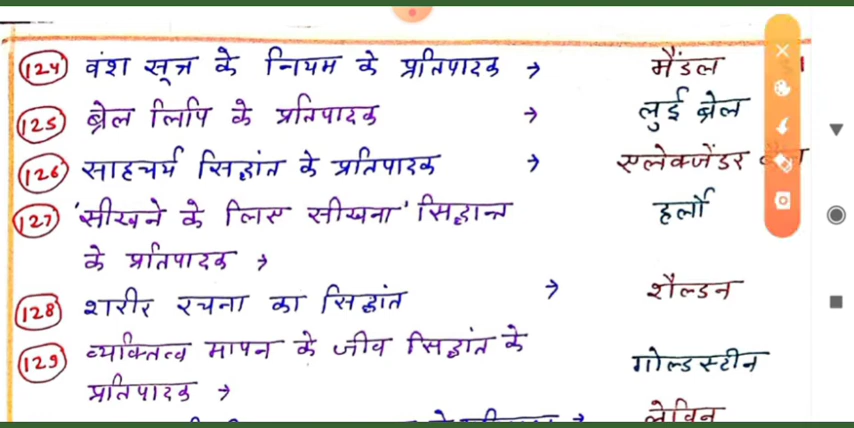 124 वंश सूत्र के नियम के प्रतिपादक → मैंडल
125 ब्रेल लिपि के प्रतिपादक → लुई ब्रेल
126 साहचर्य सिद्धांत के प्रतिपादक → एलेक्जेंडर
127 'सीखने के लिए सीखना' सिद्धान्त हर्लो
के प्रतिपादक →
128 शरीर रचना का सिद्धांत → शैल्डन
129 व्यक्तित्व मापन के जीव सिद्धांत के
प्रतिपादक → गोल्डस्टीन
लेविन